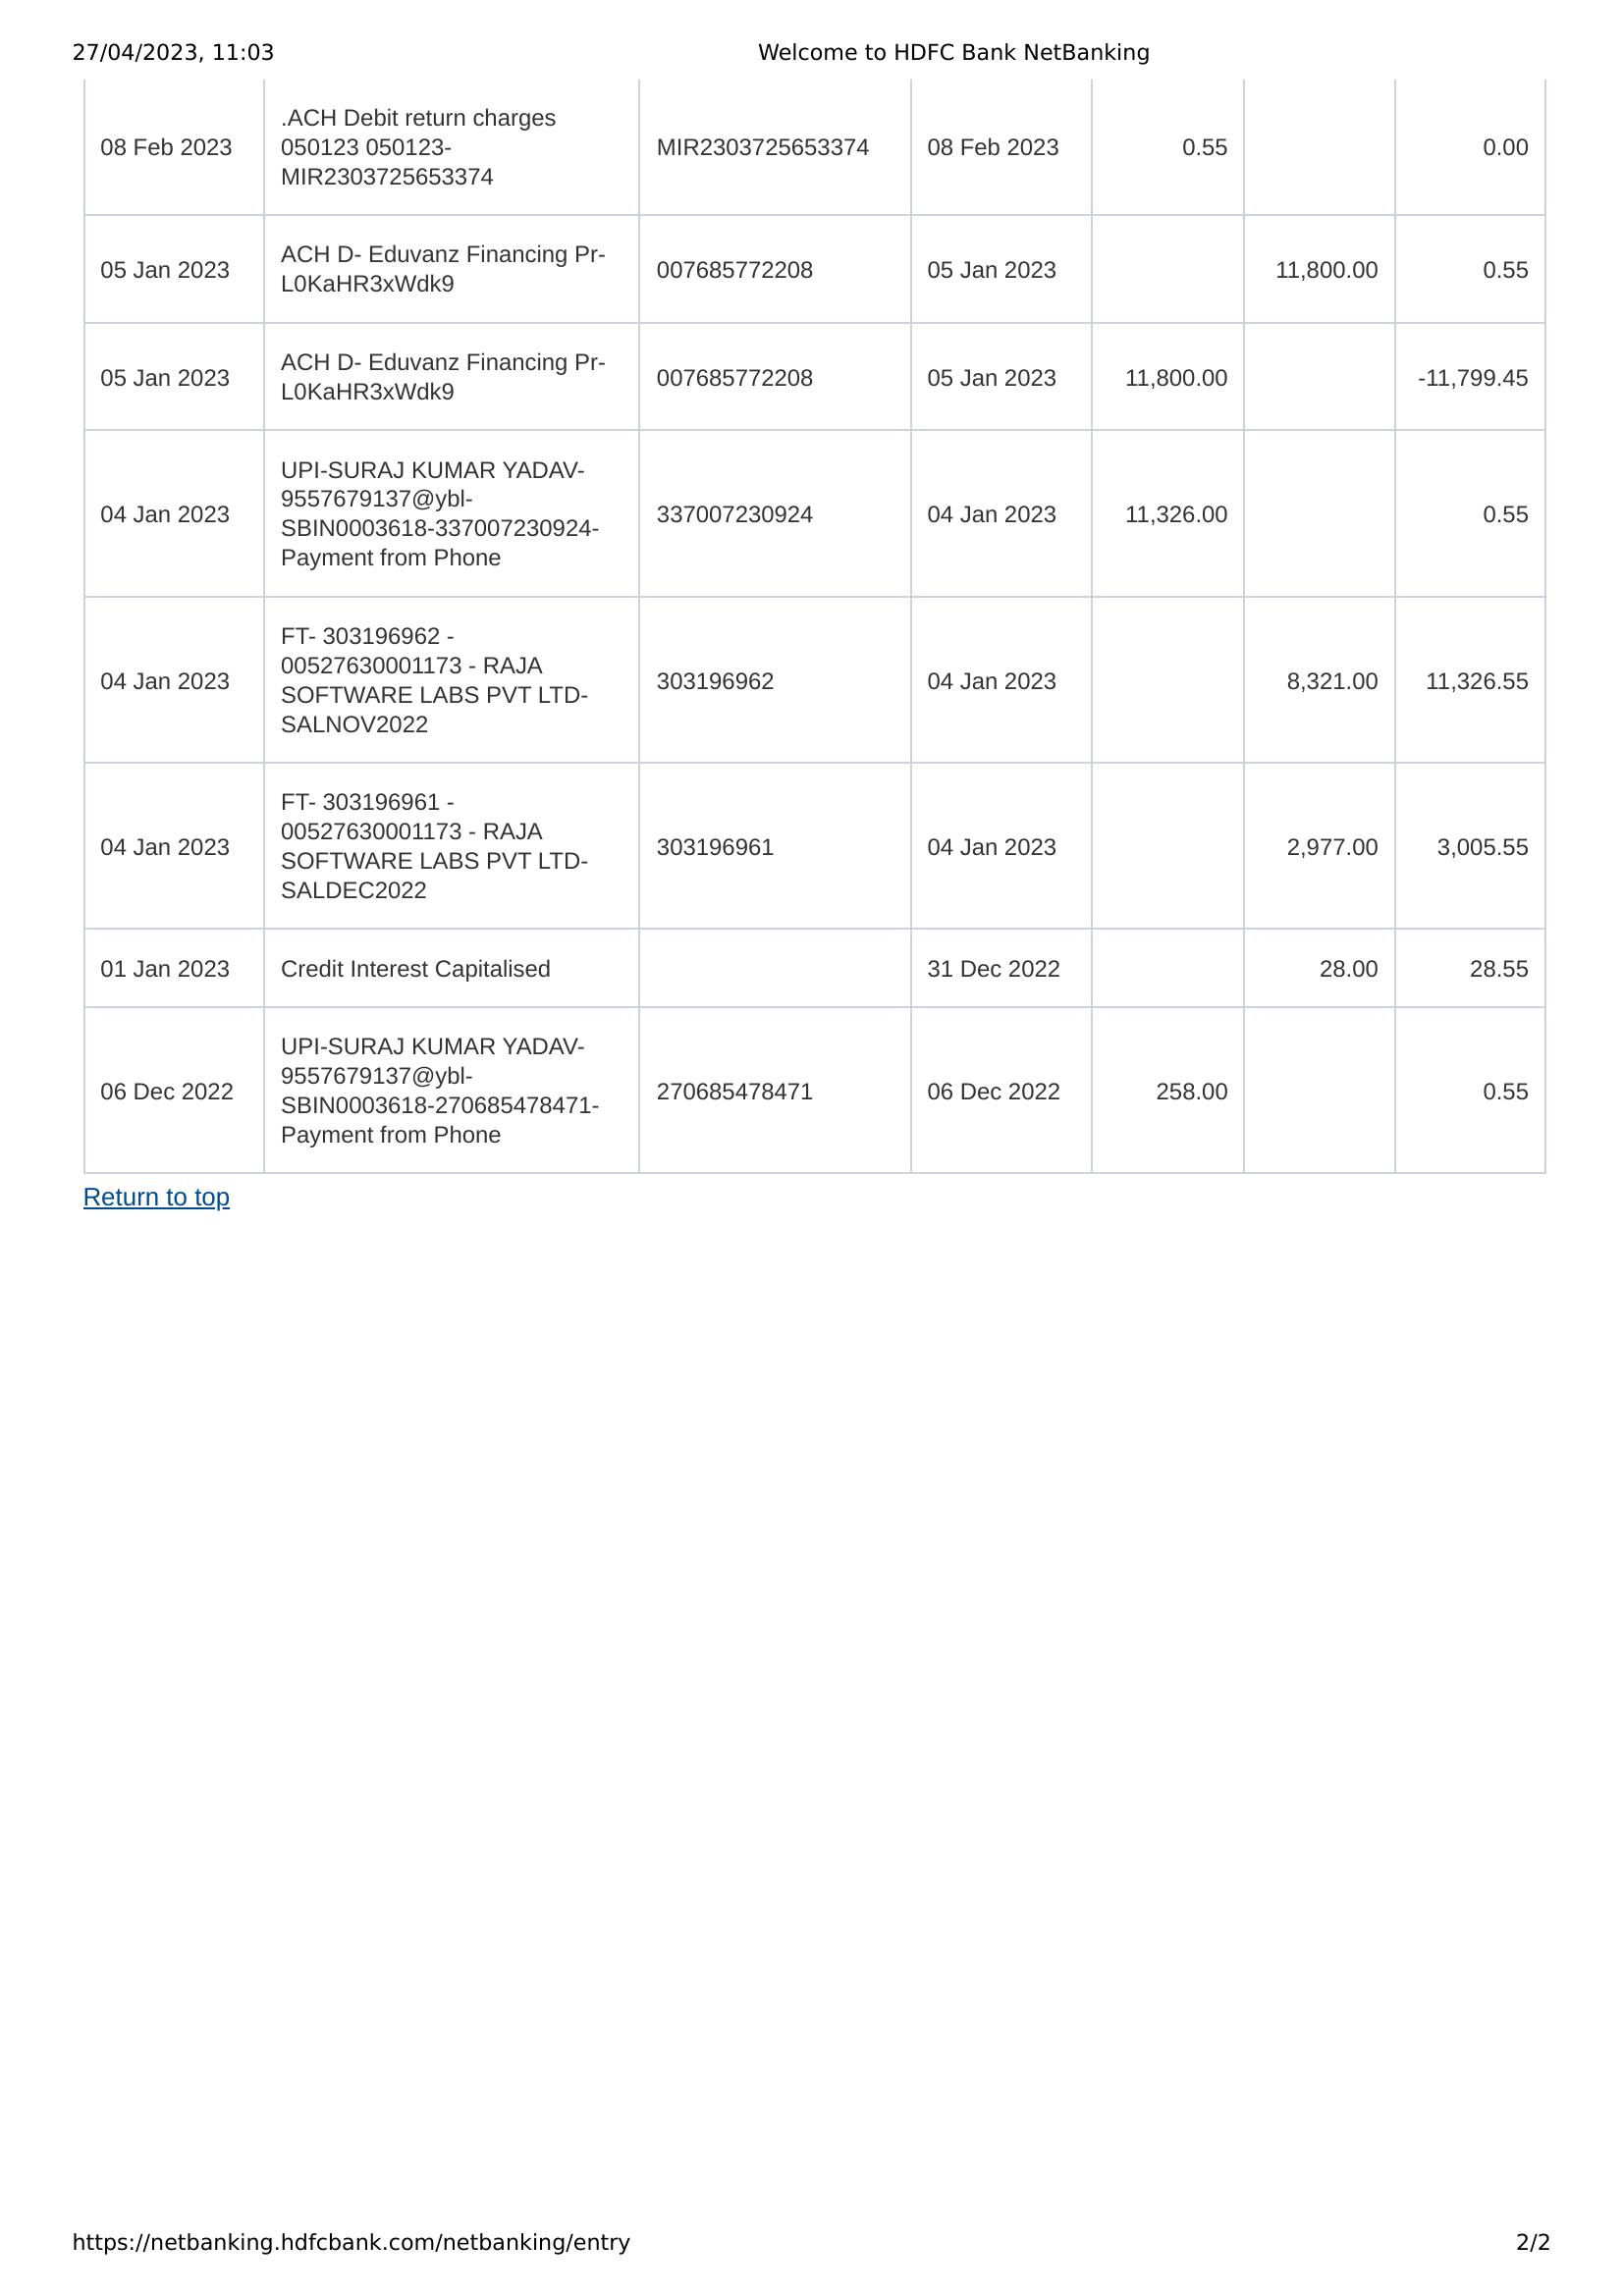 27/04/2023, 11:03 Welcome to HDFC Bank NetBanking
.ACH Debit return charges
08 Feb 2023 050123 050123- MIR2303725653374 08 Feb 2023 0.55 0.00
MIR2303725653374
ACH D- Eduvanz Financing Pr-
05 Jan 2023 007685772208 05 Jan 2023 11,800.00 0.55
L0KaHR3xWdk9
ACH D- Eduvanz Financing Pr-
05 Jan 2023 007685772208 05 Jan 2023 11,800.00 -11,799.45
L0KaHR3xWdk9
UPI-SURAJ KUMAR YADAV-
9557679137@ybl-
04 Jan 2023 337007230924 04 Jan 2023 11,326.00 0.55
SBIN0003618-337007230924-
Payment from Phone
FT- 303196962 -
00527630001173 - RAJA
04 Jan 2023 303196962 04 Jan 2023 8,321.00 11,326.55
SOFTWARE LABS PVT LTD-
SALNOV2022
FT- 303196961 -
00527630001173 - RAJA
04 Jan 2023 303196961 04 Jan 2023 2,977.00 3,005.55
SOFTWARE LABS PVT LTD-
SALDEC2022
01 Jan 2023 Credit Interest Capitalised 31 Dec 2022 28.00 28.55
UPI-SURAJ KUMAR YADAV-
9557679137@ybl-
06 Dec 2022 270685478471 06 Dec 2022 258.00 0.55
SBIN0003618-270685478471-
Payment from Phone
Return to top
https://netbanking.hdfcbank.com/netbanking/entry 2/2